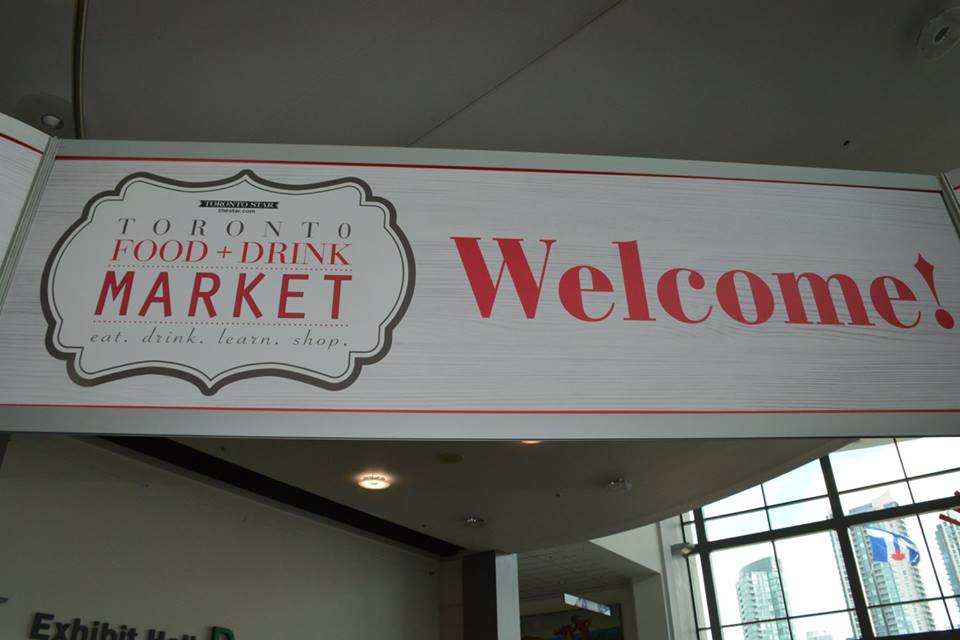 TORONTO STAR
thestar.com
TORONTO
FOOD + DRINK
MARKET
eat. drink. learn. shop.
Welcome!
Exhibit Hall D